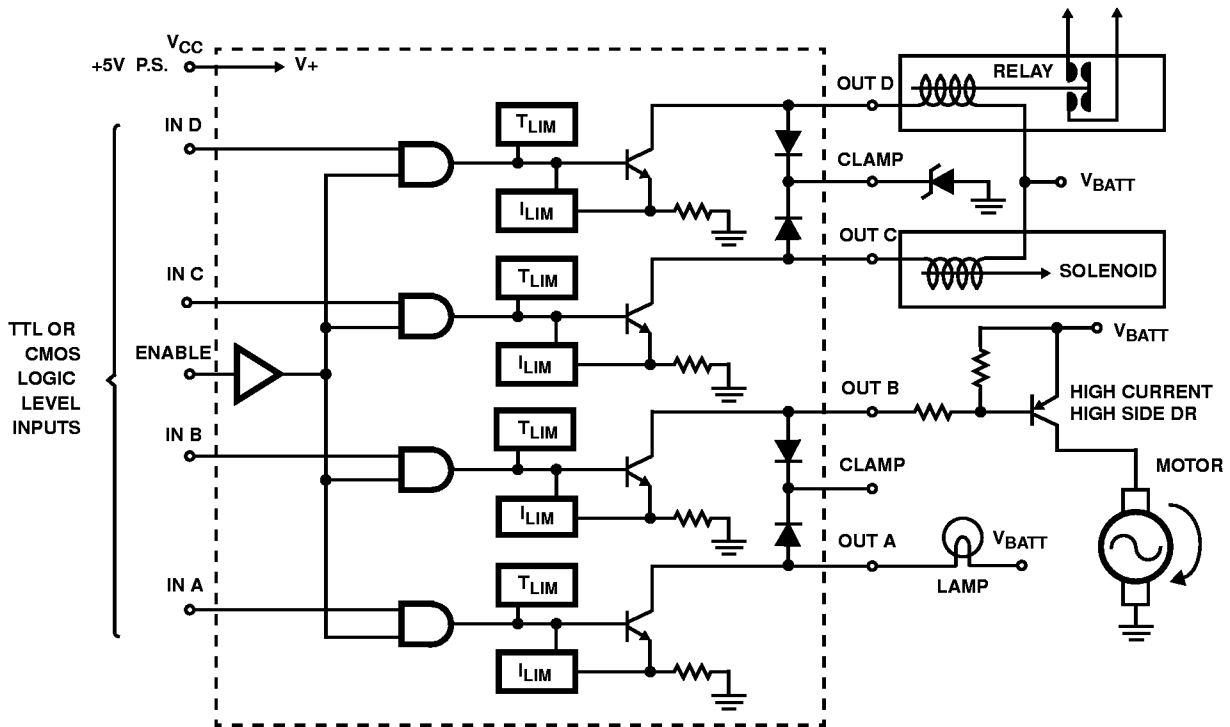 VCC
+5V P.S.
V+
IN D
TLIM
ILIM
OUT D
RELAY
CLAMP
VBATT
IN C
TLIM
ILIM
OUT C
SOLENOID
TTL OR
CMOS
LOGIC
LEVEL
INPUTS
ENABLE
VBATT
OUT B
HIGH CURRENT
HIGH SIDE DR
IN B
TLIM
ILIM
CLAMP
MOTOR
OUT A
LAMP
VBATT
IN A
TLIM
ILIM